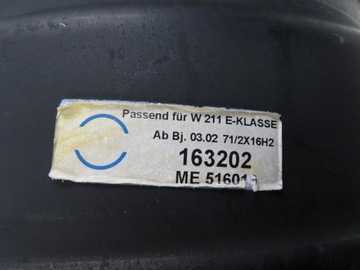 Passend für W 211 E-KLASSE
Ab Bj. 03.02 71/2X16H2
163202
ME 51601